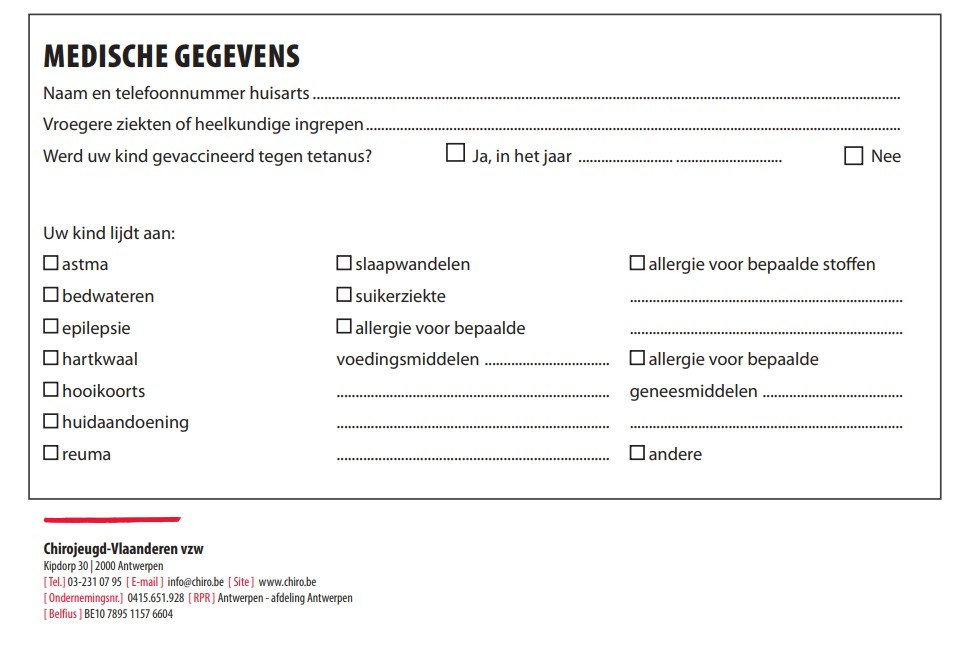 MEDISCHE GEGEVENS
Naam en telefoonnummer huisarts ....................................................................................................
Vroegere ziekten of heelkundige ingrepen ....................................................................................................
Werd uw kind gevaccineerd tegen tetanus? ☐ Ja, in het jaar ........................ ........................... ☐ Nee
Uw kind lijdt aan:
☐ astma
☐ bedwateren
☐ epilepsie
☐ hartkwaal
☐ hooikoorts
☐ huidaandoening
☐ reuma
☐ slaapwandelen
☐ suikerziekte
☐ allergie voor bepaalde
voedingsmiddelen ................................
......................................................................
......................................................................
......................................................................
☐ allergie voor bepaalde stoffen
......................................................................
......................................................................
☐ allergie voor bepaalde
geneesmiddelen ....................................
......................................................................
☐ andere
Chirojeugd-Vlaanderen vzw
Kipdorp 30 | 2000 Antwerpen
[ Tel.] 03-231 07 95 [ E-mail ] info@chiro.be [ Site ] www.chiro.be
[ Ondernemingsnr.] 0415.651.928 [ RPR ] Antwerpen - afdeling Antwerpen
[ Belfius ] BE10 7895 1157 6604